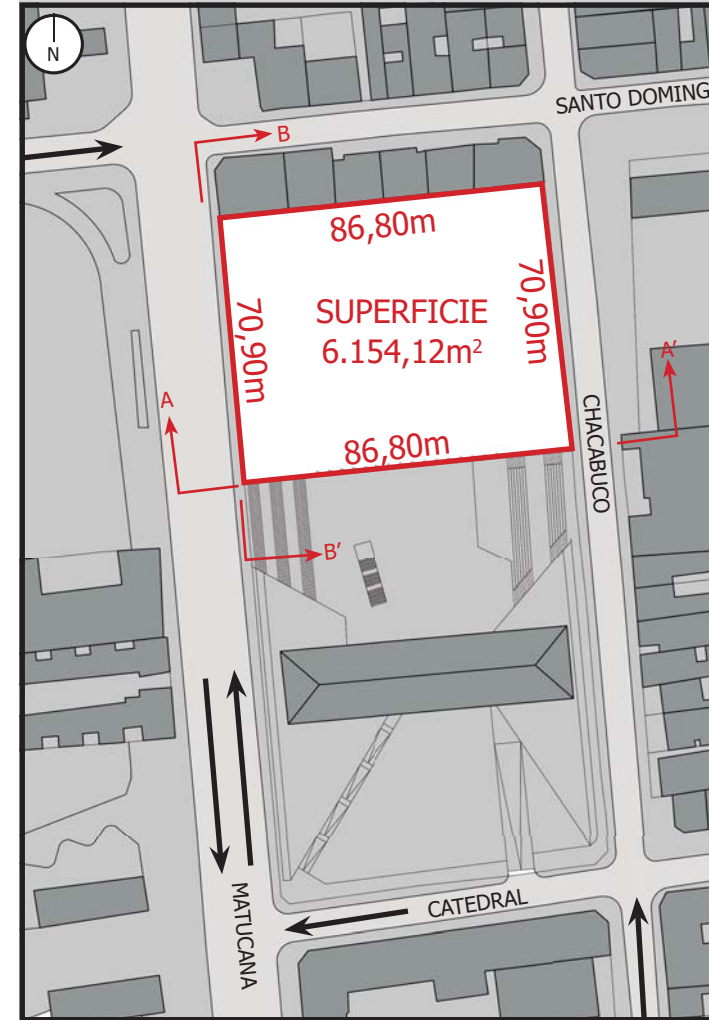 N
SANTO DOMING
B
86,80m
70,90m
SUPERFICIE
6.154,12m²
70,90m
A
A'
86,80m
CHACABUCO
B'
MATUCANA
CATEDRAL